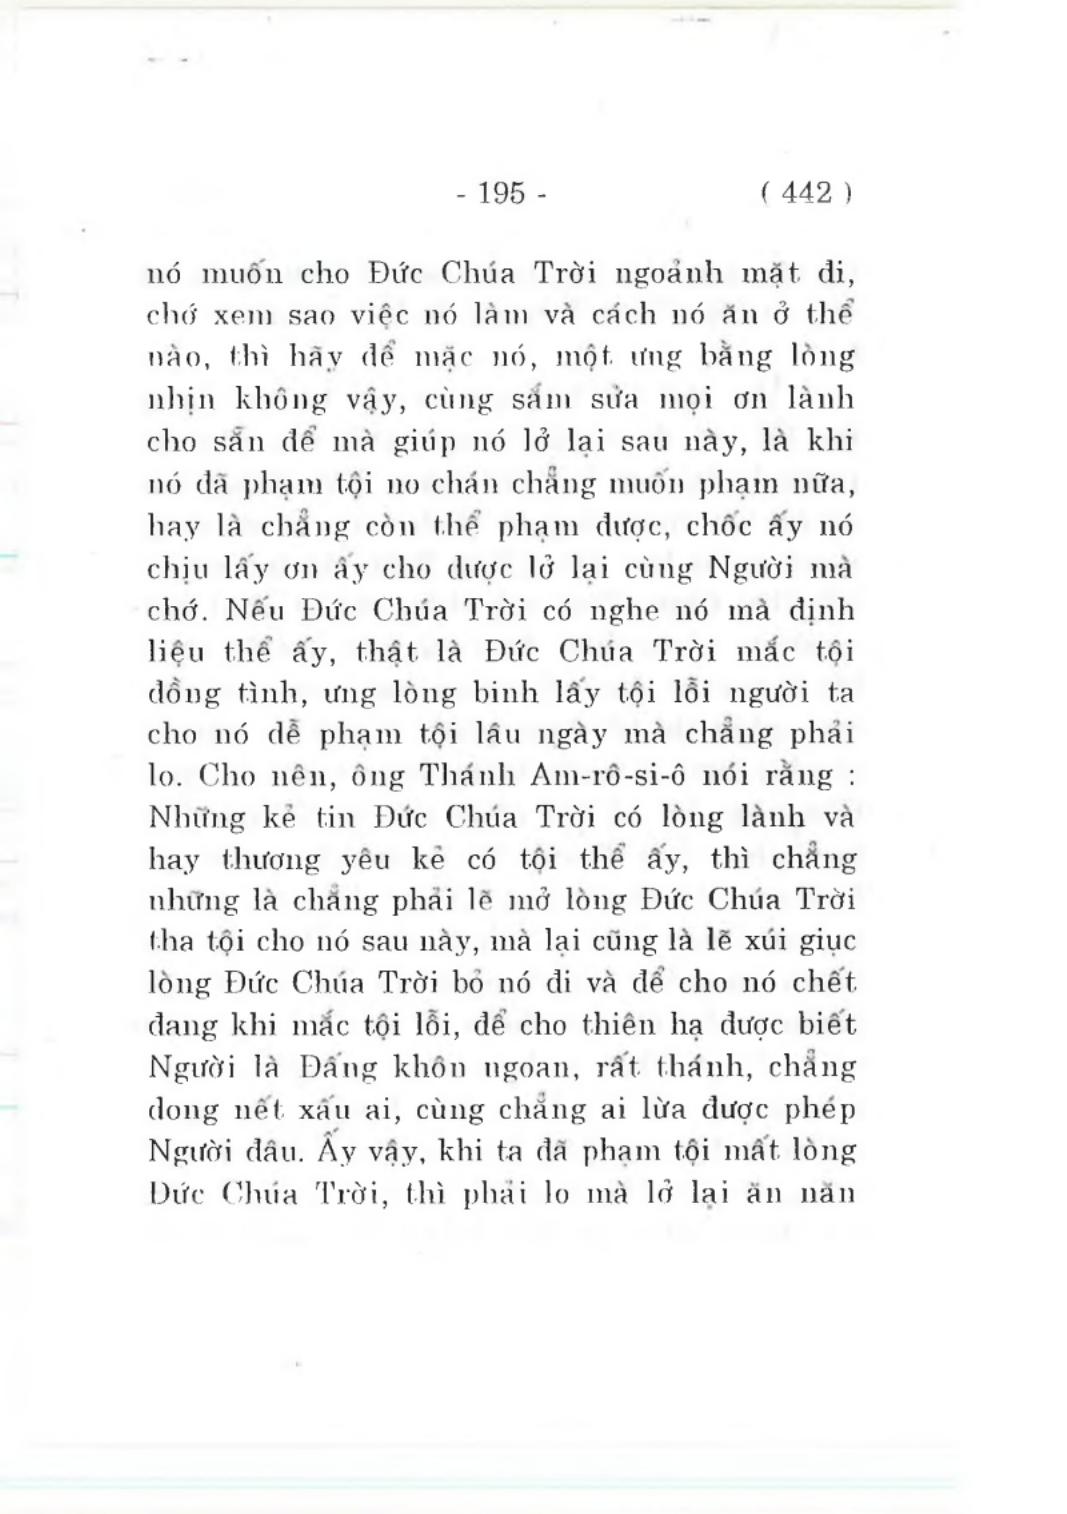 - 195 - ( 442 )
nó muốn cho Đức Chúa Trời ngoảnh mặt đi,
chớ xem sao việc nó làm và cách nó ăn ở thể
nào, thì hãy để mặc nó, một ưng bằng lòng
nhịn không vậy, cùng sắm sửa mọi ơn lành
cho sẵn để mà giúp nó lở lại sau này, là khi
nó đã phạm tội no chán chẳng muốn phạm nữa,
hay là chẳng còn thể phạm được, chốc ấy nó
chịu lấy ơn ấy cho được lở lại cùng Người mà
chớ. Nếu Đức Chúa Trời có nghe nó mà định
liệu thể ấy, thật là Đức Chúa Trời mắc tội
đồng tình, ưng lòng binh lấy tội lỗi người ta
cho nó dễ phạm tội lâu ngày mà chẳng phải
lo. Cho nên, ông Thánh Am-rô-si-ô nói rằng :
Những kẻ tin Đức Chúa Trời có lòng lành và
hay thương yêu kẻ có tội thể ấy, thì chẳng
những là chẳng phải lẽ mở lòng Đức Chúa Trời
tha tội cho nó sau này, mà lại cũng là lẽ xúi giục
lòng Đức Chúa Trời bỏ nó đi và để cho nó chết
đang khi mắc tội lỗi, để cho thiên hạ được biết
Người là Đấng khôn ngoan, rất thánh, chẳng
dong nết xấu ai, cùng chẳng ai lừa được phép
Người đâu. Ấy vậy, khi ta đã phạm tội mất lòng
Đức Chúa Trời, thì phải lo mà lở lại ăn năn